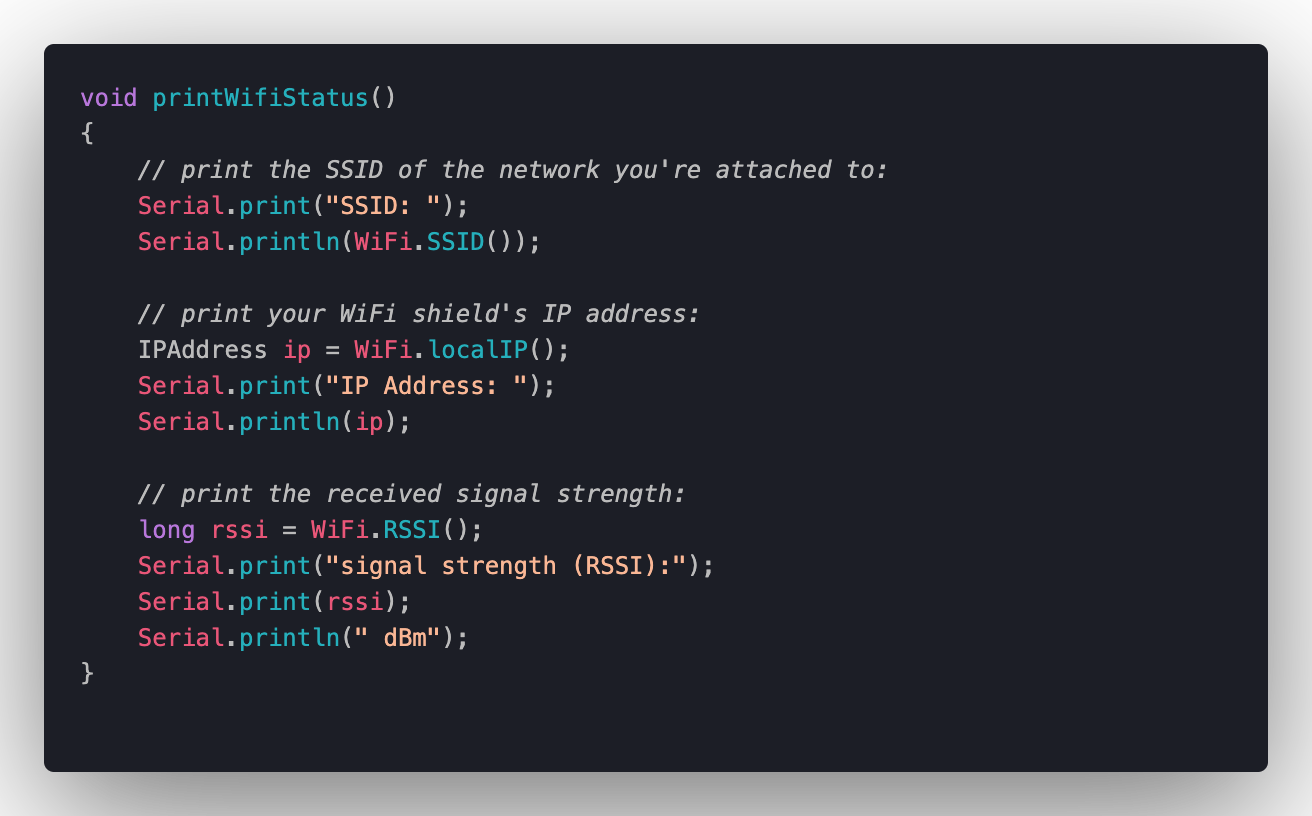 void printWifiStatus()
{
    // print the SSID of the network you're attached to:
    Serial.print("SSID: ");
    Serial.println(WiFi.SSID());

    // print your WiFi shield's IP address:
    IPAddress ip = WiFi.localIP();
    Serial.print("IP Address: ");
    Serial.println(ip);

    // print the received signal strength:
    long rssi = WiFi.RSSI();
    Serial.print("signal strength (RSSI):");
    Serial.print(rssi);
    Serial.println(" dBm");
}